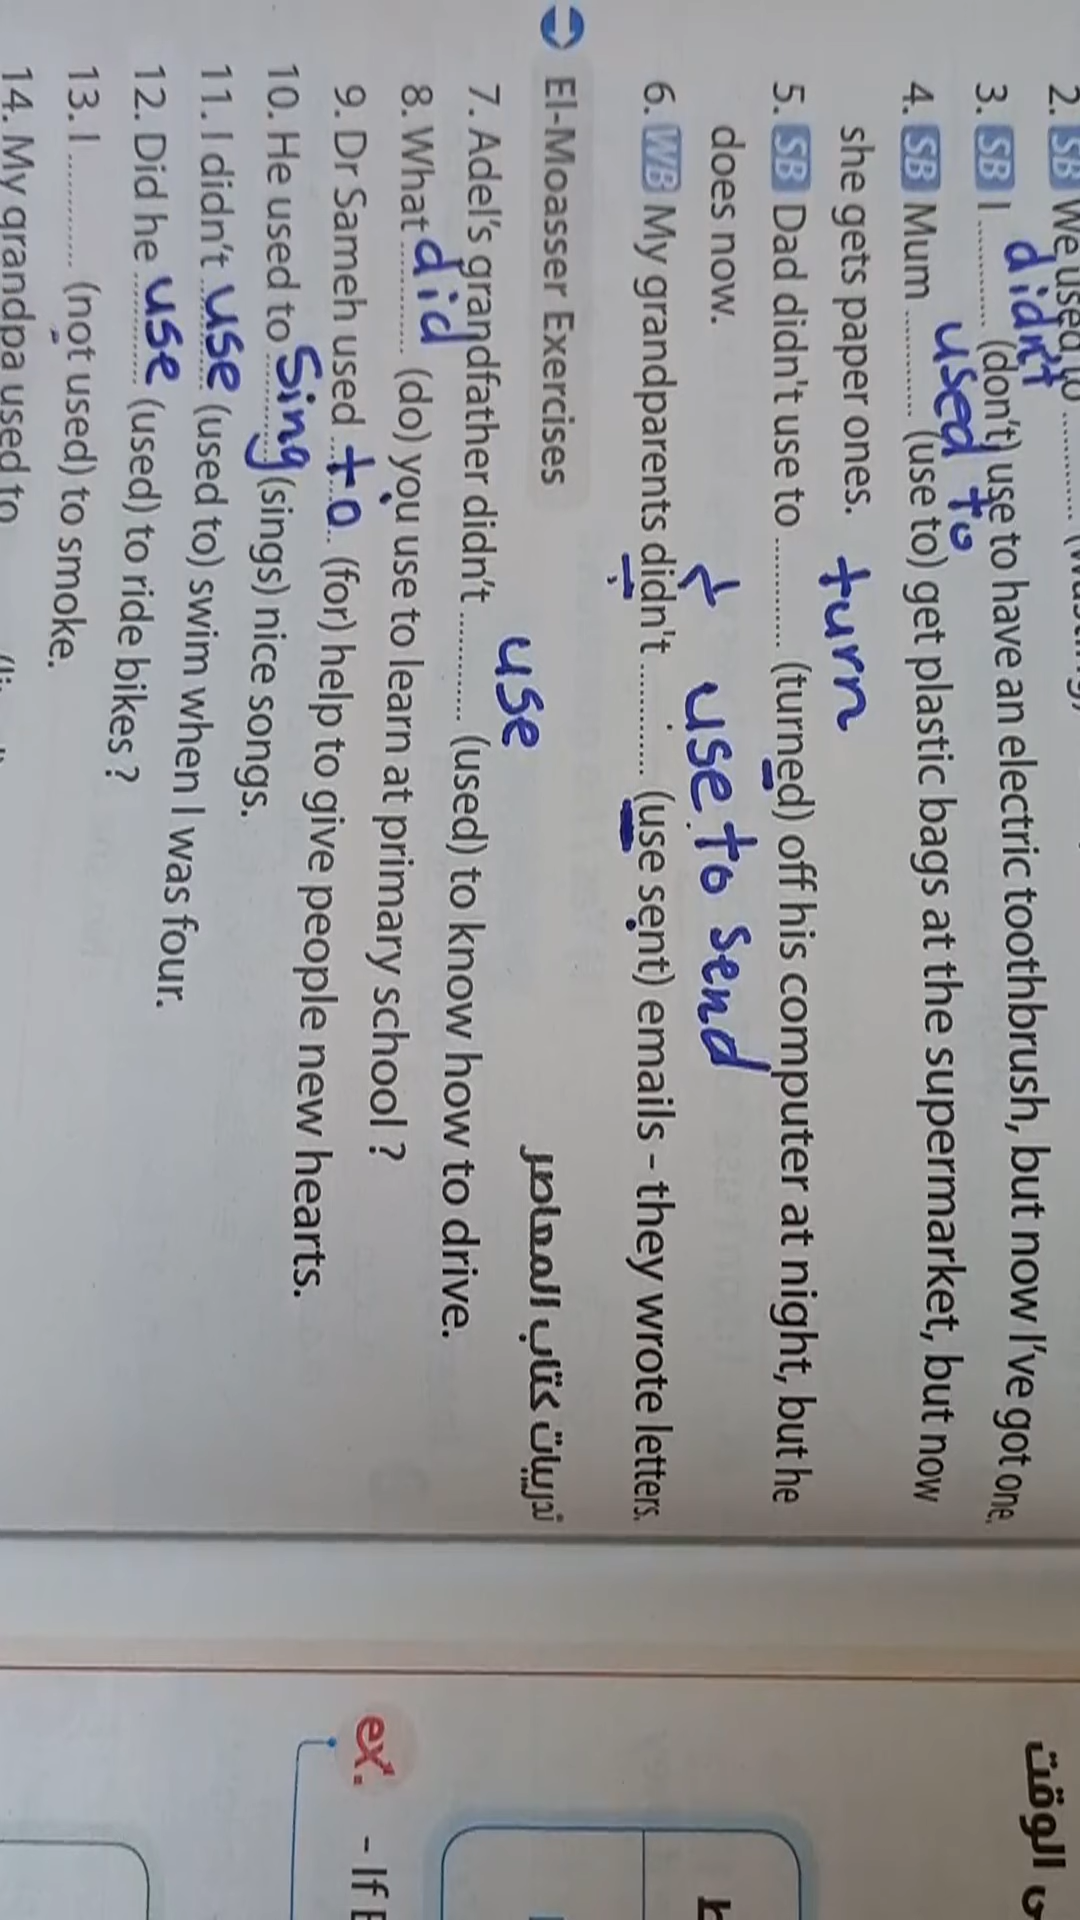 2. SB We used to ..........
3. SB I .......... (don't) use to have an electric toothbrush, but now I've got one.
didn't
4. SB Mum .......... (use to) get plastic bags at the supermarket, but now
used to
she gets paper ones.
turn
5. SB Dad didn't use to .......... (turned) off his computer at night, but he
does now.
use to send
6. WB My grandparents didn't .......... (use sent) emails - they wrote letters.
El-Moasser Exercises
تدريبات كتاب المعاصر
use
7. Adel's grandfather didn't .......... (used) to know how to drive.
8. What did (do) you use to learn at primary school ?
9. Dr Sameh used to (for) help to give people new hearts.
10. He used to sing (sings) nice songs.
11. I didn't use (used to) swim when I was four.
12. Did he use (used) to ride bikes ?
13. I .......... (not used) to smoke.
14. My grandpa used to
الوقت
ex.
- If